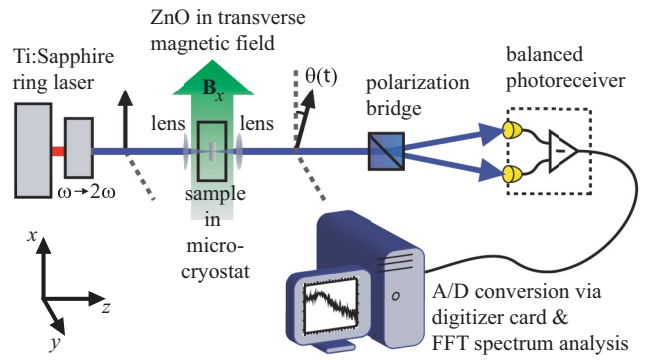 ZnO in transverse
magnetic field
Ti:Sapphire
ring laser
B_x
θ(t)
balanced
photoreceiver
polarization
bridge
lens
lens
ω→2ω
sample
in
micro-
cryostat
x
z
y
A/D conversion via
digitizer card &
FFT spectrum analysis